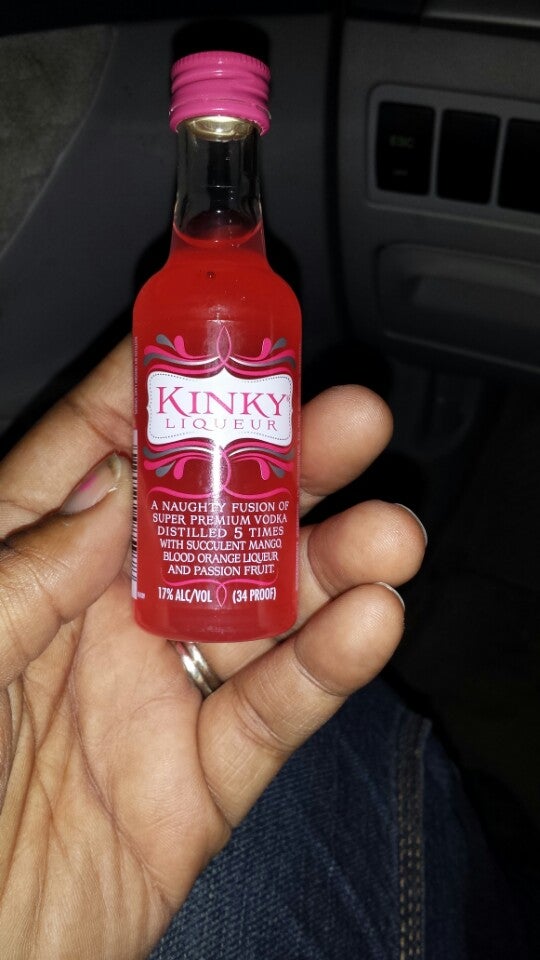 KINKY
LIQUEUR
A NAUGHTY FUSION OF
SUPER PREMIUM VODKA
DISTILLED 5 TIMES
WITH SUCCULENT MANGO,
BLOOD ORANGE LIQUEUR
AND PASSION FRUIT.
17% ALC/VOL (34 PROOF)